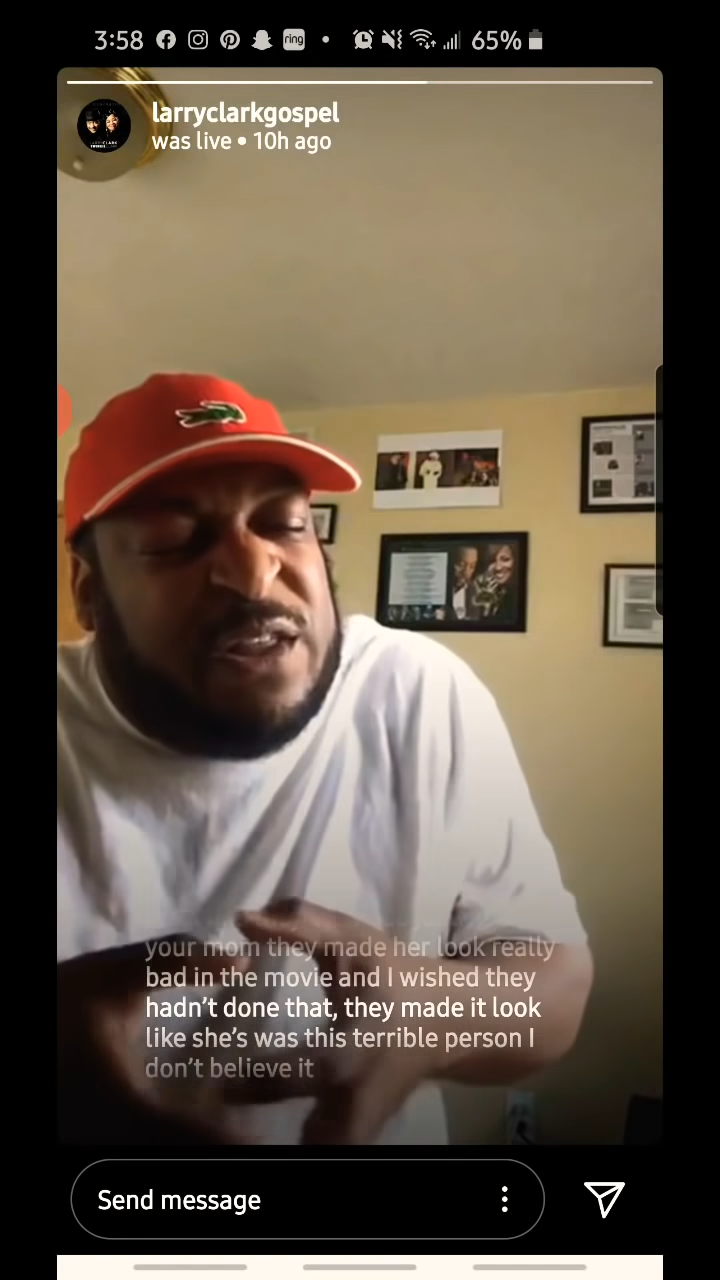 3:58 ring • 65%
larryclarkgospel
was live • 10h ago
your mom they made her look really
bad in the movie and I wished they
hadn't done that, they made it look
like she's was this terrible person I
don't believe it
Send message